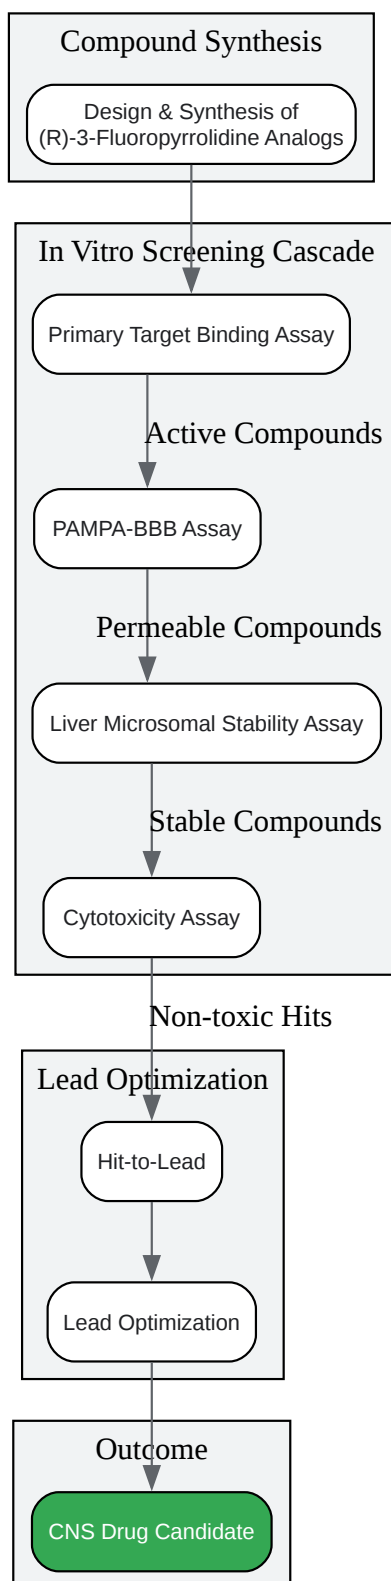 Compound Synthesis
Design & Synthesis of
(R)-3-Fluoropyrrolidine Analogs
In Vitro Screening Cascade
Primary Target Binding Assay
Active Compounds
PAMPA-BBB Assay
Permeable Compounds
Liver Microsomal Stability Assay
Stable Compounds
Cytotoxicity Assay
Non-toxic Hits
Lead Optimization
Hit-to-Lead
Lead Optimization
Outcome
CNS Drug Candidate